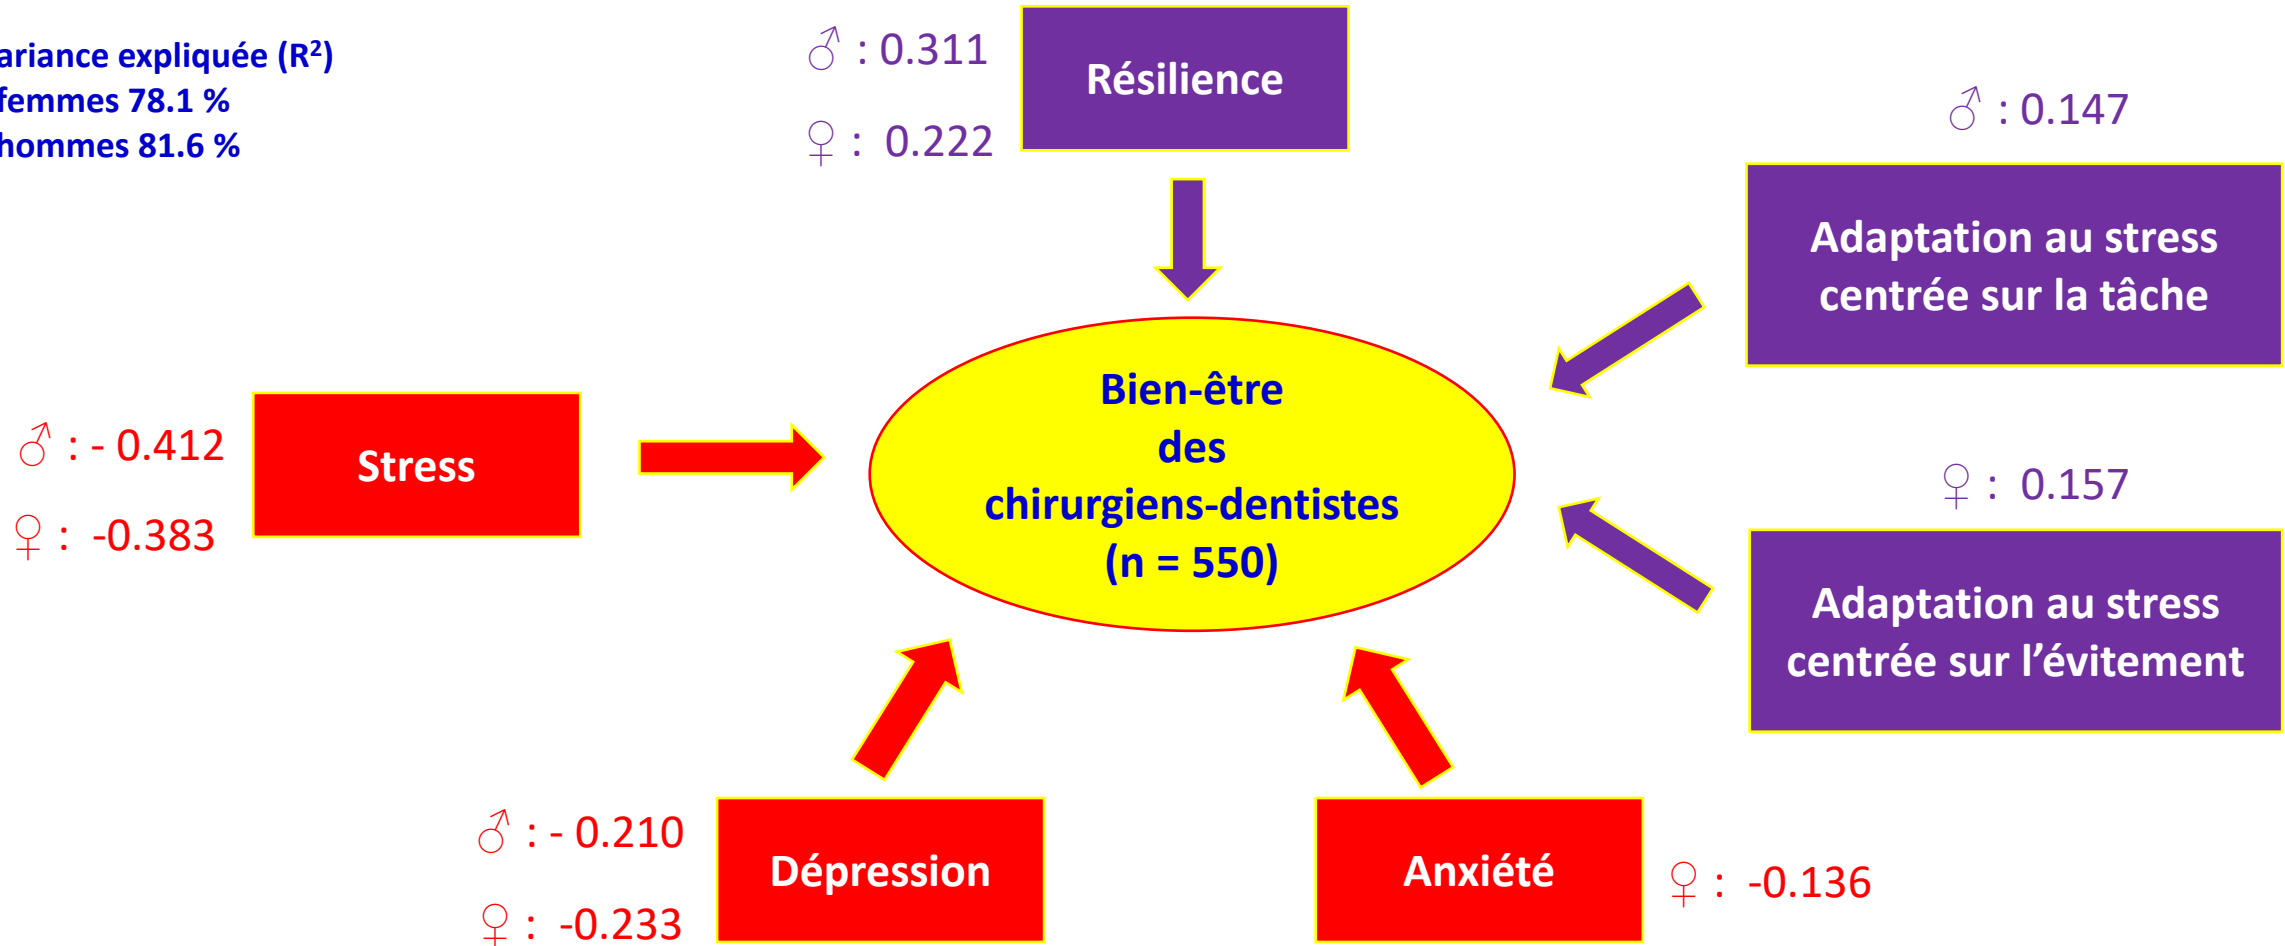 ariance expliquée (R²)
femmes 78.1 %
hommes 81.6 %
♂ : 0.311
♀ : 0.222
Résilience
♂ : 0.147
Adaptation au stress
centrée sur la tâche
Bien-être
des
chirurgiens-dentistes
(n = 550)
♂ : - 0.412
♀ : -0.383
Stress
♀ : 0.157
Adaptation au stress
centrée sur l’évitement
♂ : - 0.210
♀ : -0.233
Dépression
Anxiété
♀ : -0.136